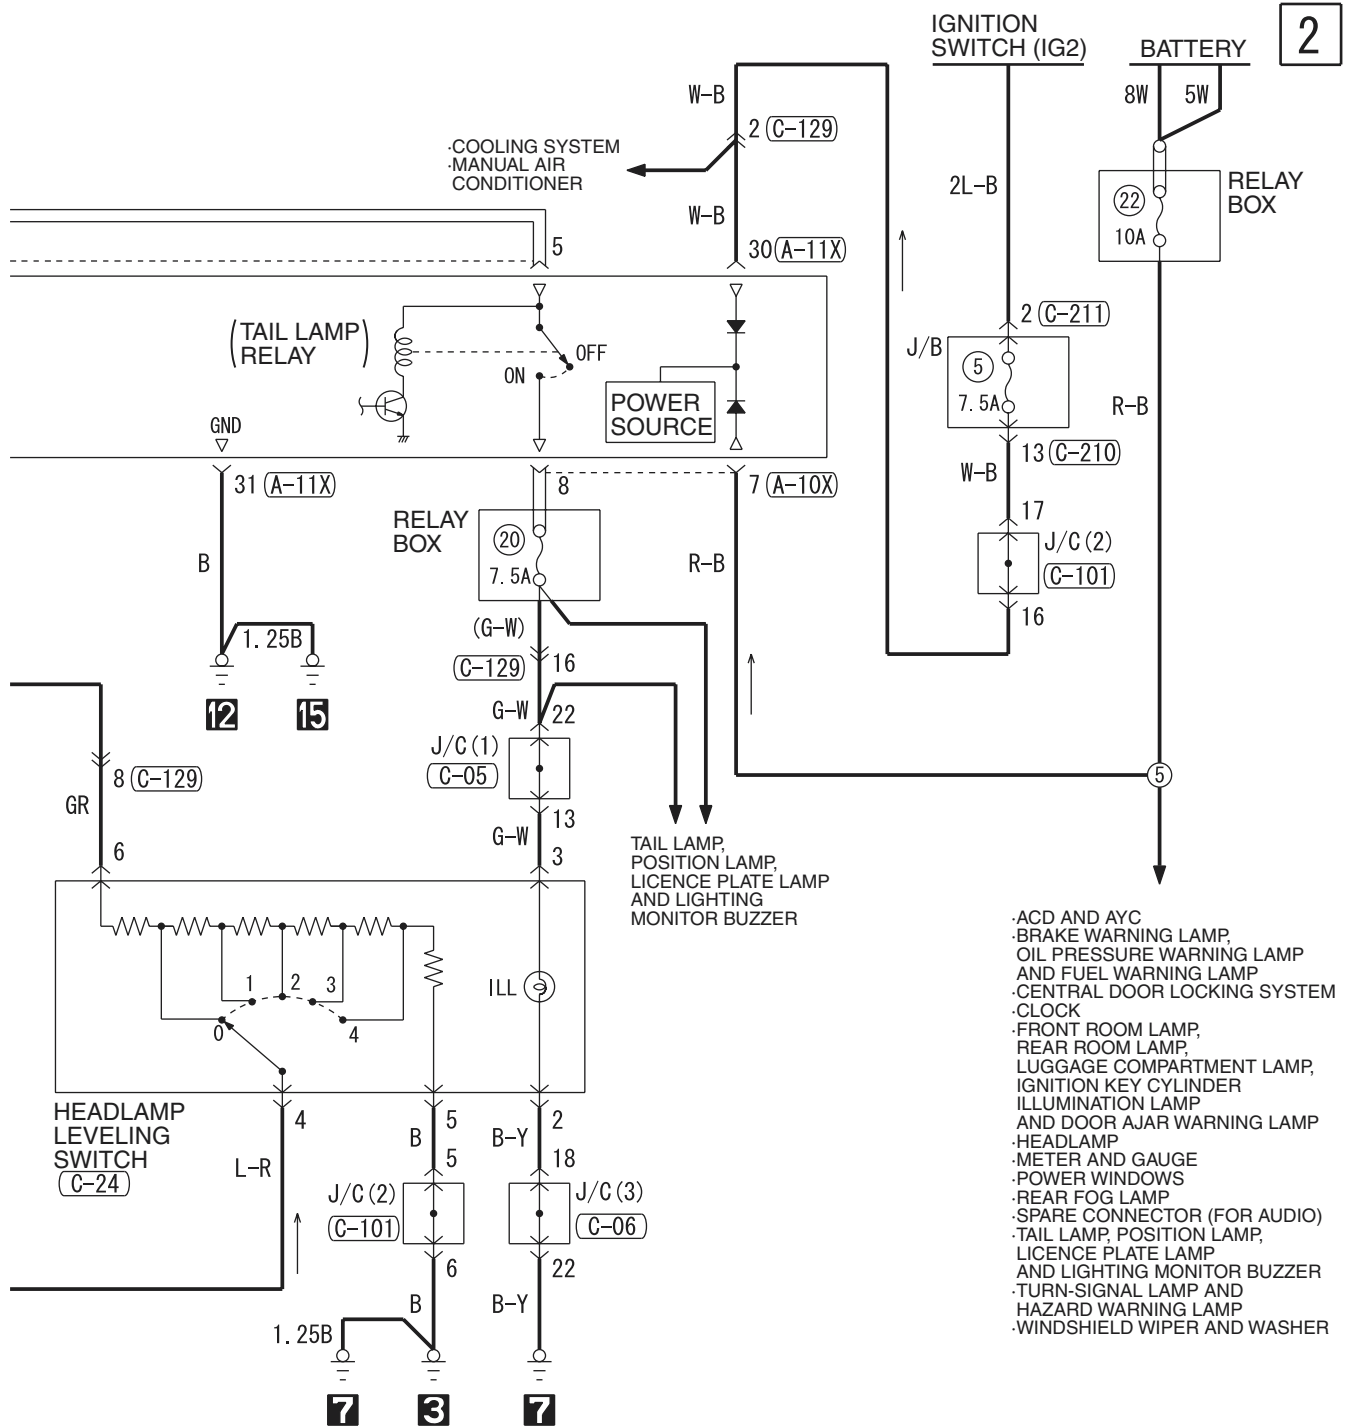 IGNITION
SWITCH (IG2)
BATTERY
2
W-B
8W
5W
2 (C-129)
·COOLING SYSTEM
·MANUAL AIR
CONDITIONER
2L-B
RELAY
BOX
22
10A
W-B
5
30 (A-11X)
2 (C-211)
J/B
5
7.5A
(TAIL LAMP
RELAY)
OFF
ON
POWER
SOURCE
R-B
GND
13 (C-210)
W-B
31 (A-11X)
8
7 (A-10X)
17
RELAY
BOX
20
7.5A
J/C(2)
C-101
B
R-B
16
(G-W)
1.25B
C-129
16
12
15
G-W
22
J/C(1)
C-05
8 (C-129)
5
GR
13
G-W
6
3
TAIL LAMP,
POSITION LAMP,
LICENCE PLATE LAMP
AND LIGHTING
MONITOR BUZZER
·ACD AND AYC
·BRAKE WARNING LAMP,
OIL PRESSURE WARNING LAMP
AND FUEL WARNING LAMP
·CENTRAL DOOR LOCKING SYSTEM
·CLOCK
·FRONT ROOM LAMP,
REAR ROOM LAMP,
LUGGAGE COMPARTMENT LAMP,
IGNITION KEY CYLINDER
ILLUMINATION LAMP
AND DOOR AJAR WARNING LAMP
·HEADLAMP
·METER AND GAUGE
·POWER WINDOWS
·REAR FOG LAMP
·SPARE CONNECTOR (FOR AUDIO)
·TAIL LAMP, POSITION LAMP,
LICENCE PLATE LAMP
AND LIGHTING MONITOR BUZZER
·TURN-SIGNAL LAMP AND
HAZARD WARNING LAMP
·WINDSHIELD WIPER AND WASHER
1
2
3
0
4
ILL
HEADLAMP
LEVELING
SWITCH
C-24
4
5
2
B
B-Y
L-R
5
18
J/C(2)
C-101
J/C(3)
C-06
6
22
B
B-Y
1.25B
7
3
7